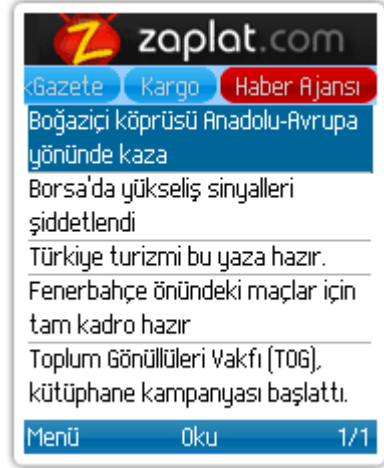 Z zaplat.com
‹Gazete Kargo Haber Ajansı
Boğaziçi köprüsü Anadolu-Avrupa
yönünde kaza
Borsa'da yükseliş sinyalleri
şiddetlendi
Türkiye turizmi bu yaza hazır.
Fenerbahçe önündeki maçlar için
tam kadro hazır
Toplum Gönüllüleri Vakfı (TOG),
kütüphane kampanyası başlattı.
Menü Oku 1/1